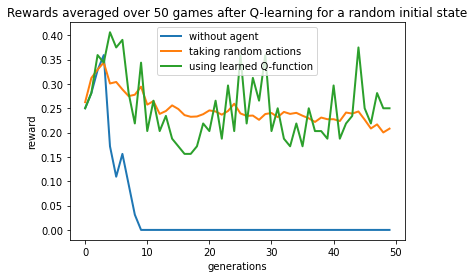 Rewards averaged over 50 games after Q-learning for a random initial state
without agent
taking random actions
using learned Q-function
reward
0.40
0.35
0.30
0.25
0.20
0.15
0.10
0.05
0.00
0
10
20
30
40
50
generations